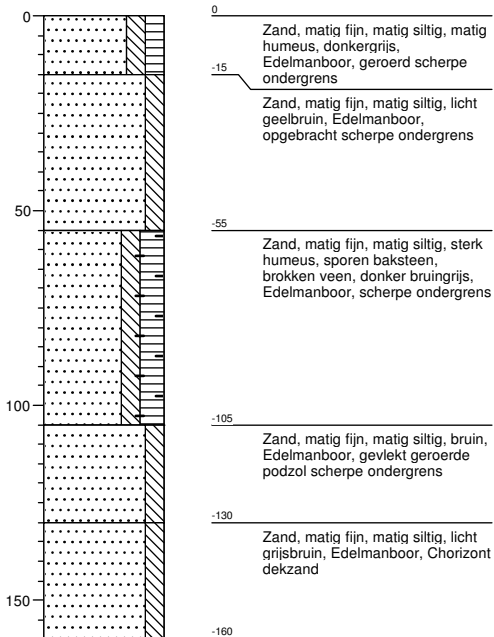 0
0
Zand, matig fijn, matig siltig, matig
humeus, donkergrijs,
Edelmanboor, geroerd scherpe
ondergrens
-15
Zand, matig fijn, matig siltig, licht
geelbruin, Edelmanboor,
opgebracht scherpe ondergrens
50
-55
Zand, matig fijn, matig siltig, sterk
humeus, sporen baksteen,
brokken veen, donker bruingrijs,
Edelmanboor, scherpe ondergrens
100
-105
Zand, matig fijn, matig siltig, bruin,
Edelmanboor, gevlekt geroerde
podzol scherpe ondergrens
-130
Zand, matig fijn, matig siltig, licht
grijsbruin, Edelmanboor, Chorizont
dekzand
150
-160